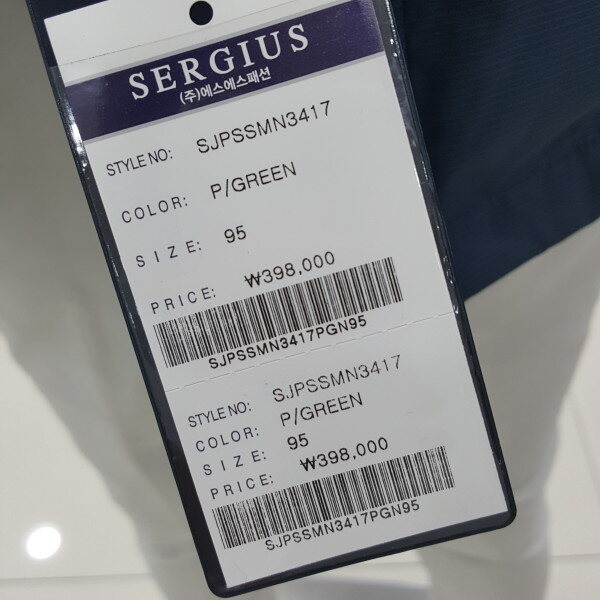 SERGIUS
(주)에스에스패션
STYLE NO: SJPSSMN3417
COLOR: P/GREEN
SIZE: 95
PRICE: ₩398,000
SJPSSMN3417PGN95
STYLE NO: SJPSSMN3417
COLOR: P/GREEN
SIZE: 95
PRICE: ₩398,000
SJPSSMN3417PGN95